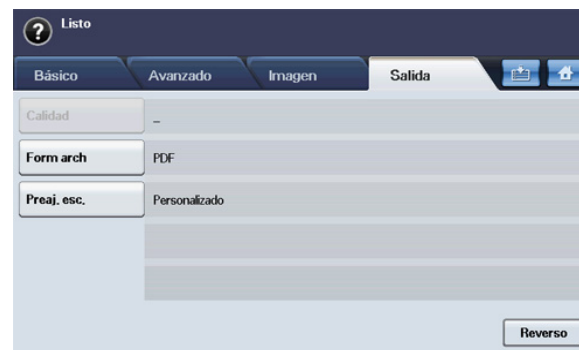 ? Listo
Básico Avanzado Imagen Salida
Calidad _
Form arch PDF
Preaj. esc. Personalizado
Reverso